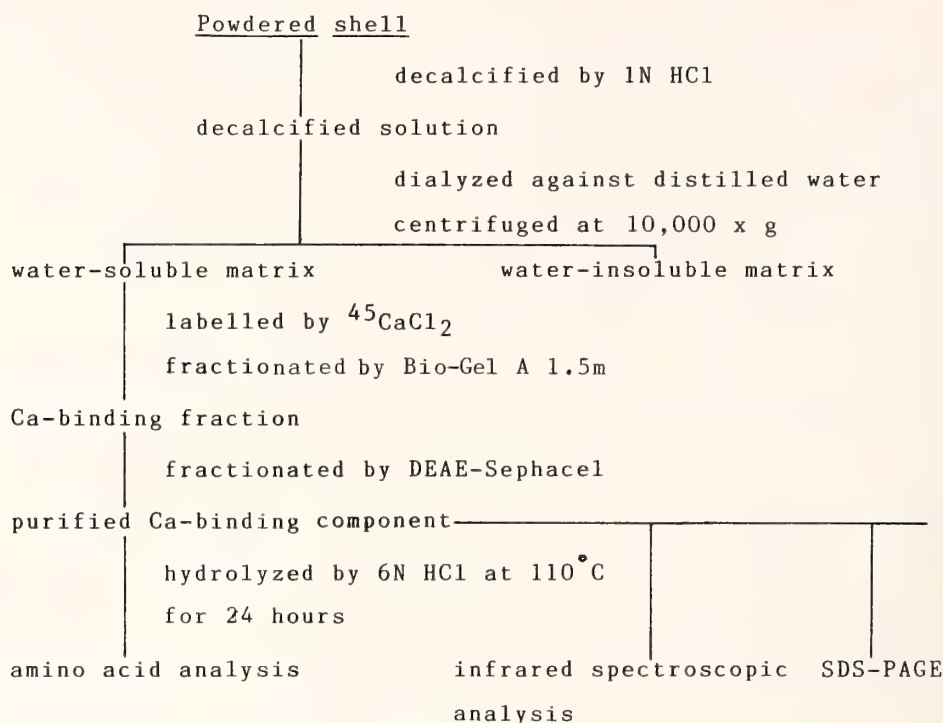 Powdered shell
decalcified by 1N HCl
decalcified solution
dialyzed against distilled water
centrifuged at 10,000 x g
water-soluble matrix water-insoluble matrix
labelled by ⁴⁵CaCl₂
fractionated by Bio-Gel A 1.5m
Ca-binding fraction
fractionated by DEAE-Sephacel
purified Ca-binding component
hydrolyzed by 6N HCl at 110°C
for 24 hours
amino acid analysis infrared spectroscopic SDS-PAGE
analysis